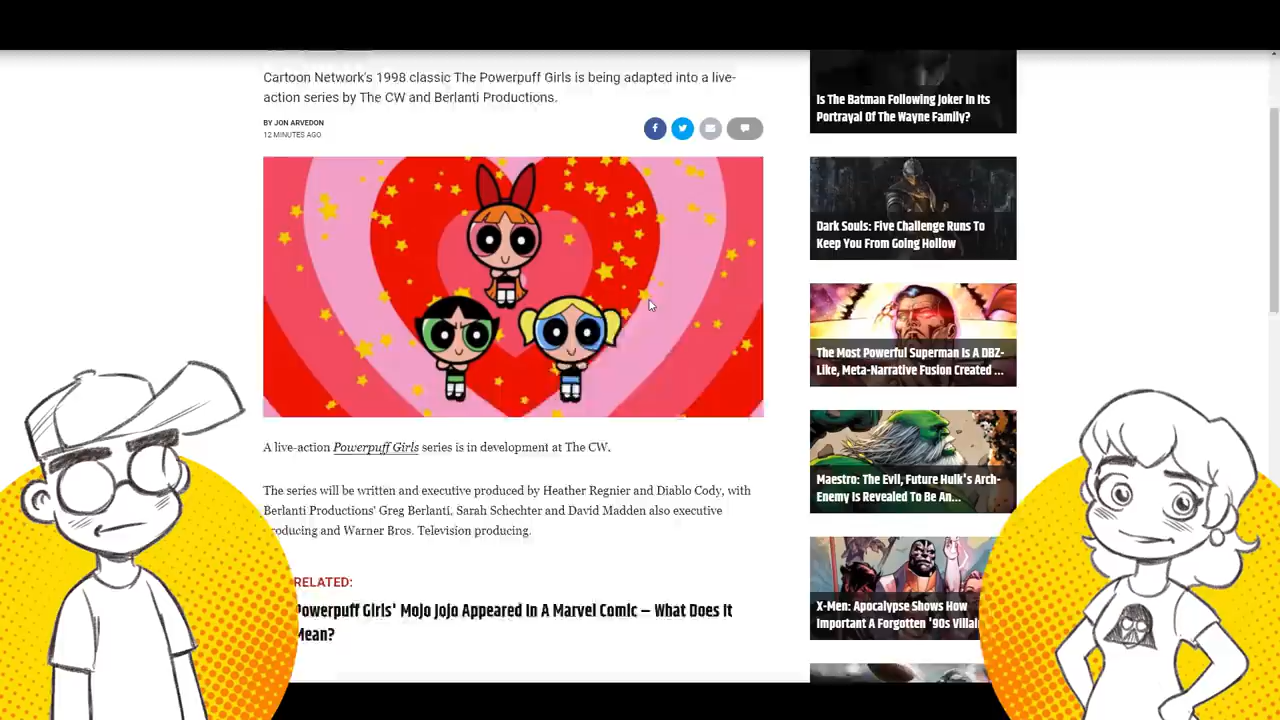 Cartoon Network's 1998 classic The Powerpuff Girls is being adapted into a live-
action series by The CW and Berlanti Productions.
BY JON ARVEDON
12 MINUTES AGO
A live-action Powerpuff Girls series is in development at The CW.
The series will be written and executive produced by Heather Regnier and Diablo Cody, with
Berlanti Productions' Greg Berlanti, Sarah Schechter and David Madden also executive
producing and Warner Bros. Television producing.
RELATED:
Powerpuff Girls' Mojo Jojo Appeared In A Marvel Comic – What Does It
Mean?
Is The Batman Following Joker In Its
Portrayal Of The Wayne Family?
Dark Souls: Five Challenge Runs To
Keep You From Going Hollow
The Most Powerful Superman Is A DBZ-
Like, Meta-Narrative Fusion Created ...
Maestro: The Evil, Future Hulk's Arch-
Enemy Is Revealed To Be An...
X-Men: Apocalypse Shows How
Important A Forgotten '90s Villai